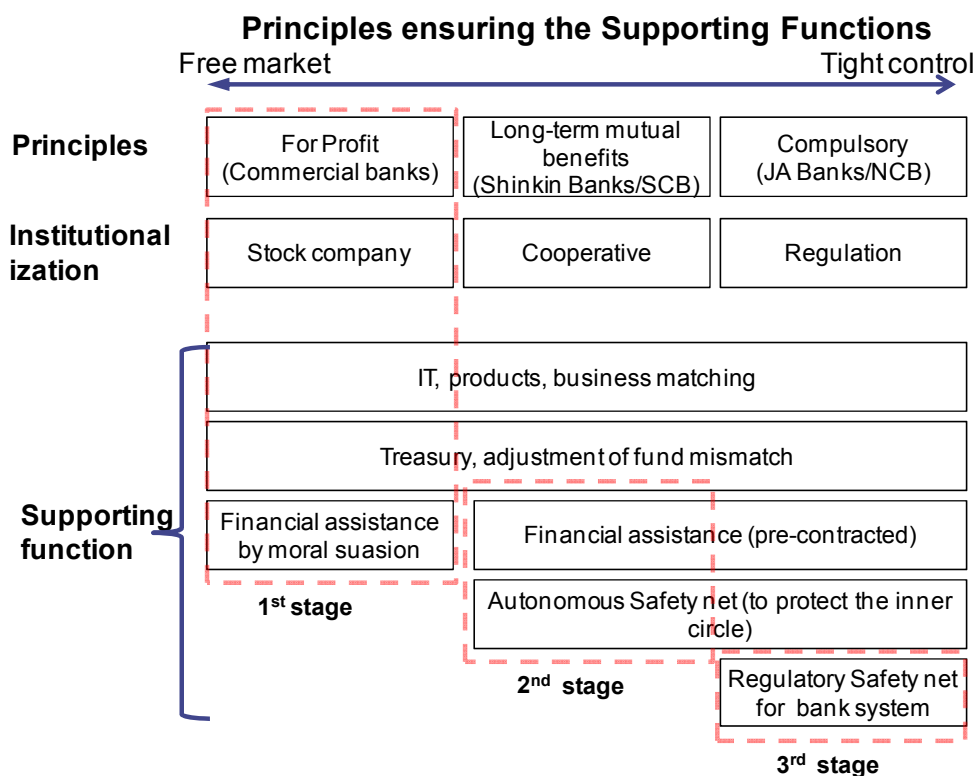 Principles ensuring the Supporting Functions
Free market
Tight control
Principles
For Profit
(Commercial banks)
Long-term mutual
benefits
(Shinkin Banks/SCB)
Compulsory
(JA Banks/NCB)
Institutional
ization
Stock company
Cooperative
Regulation
IT, products, business matching
Treasury, adjustment of fund mismatch
Supporting
function
Financial assistance
by moral suasion
Financial assistance (pre-contracted)
1st stage
Autonomous Safety net (to protect the inner
circle)
2nd stage
Regulatory Safety net
for bank system
3rd stage